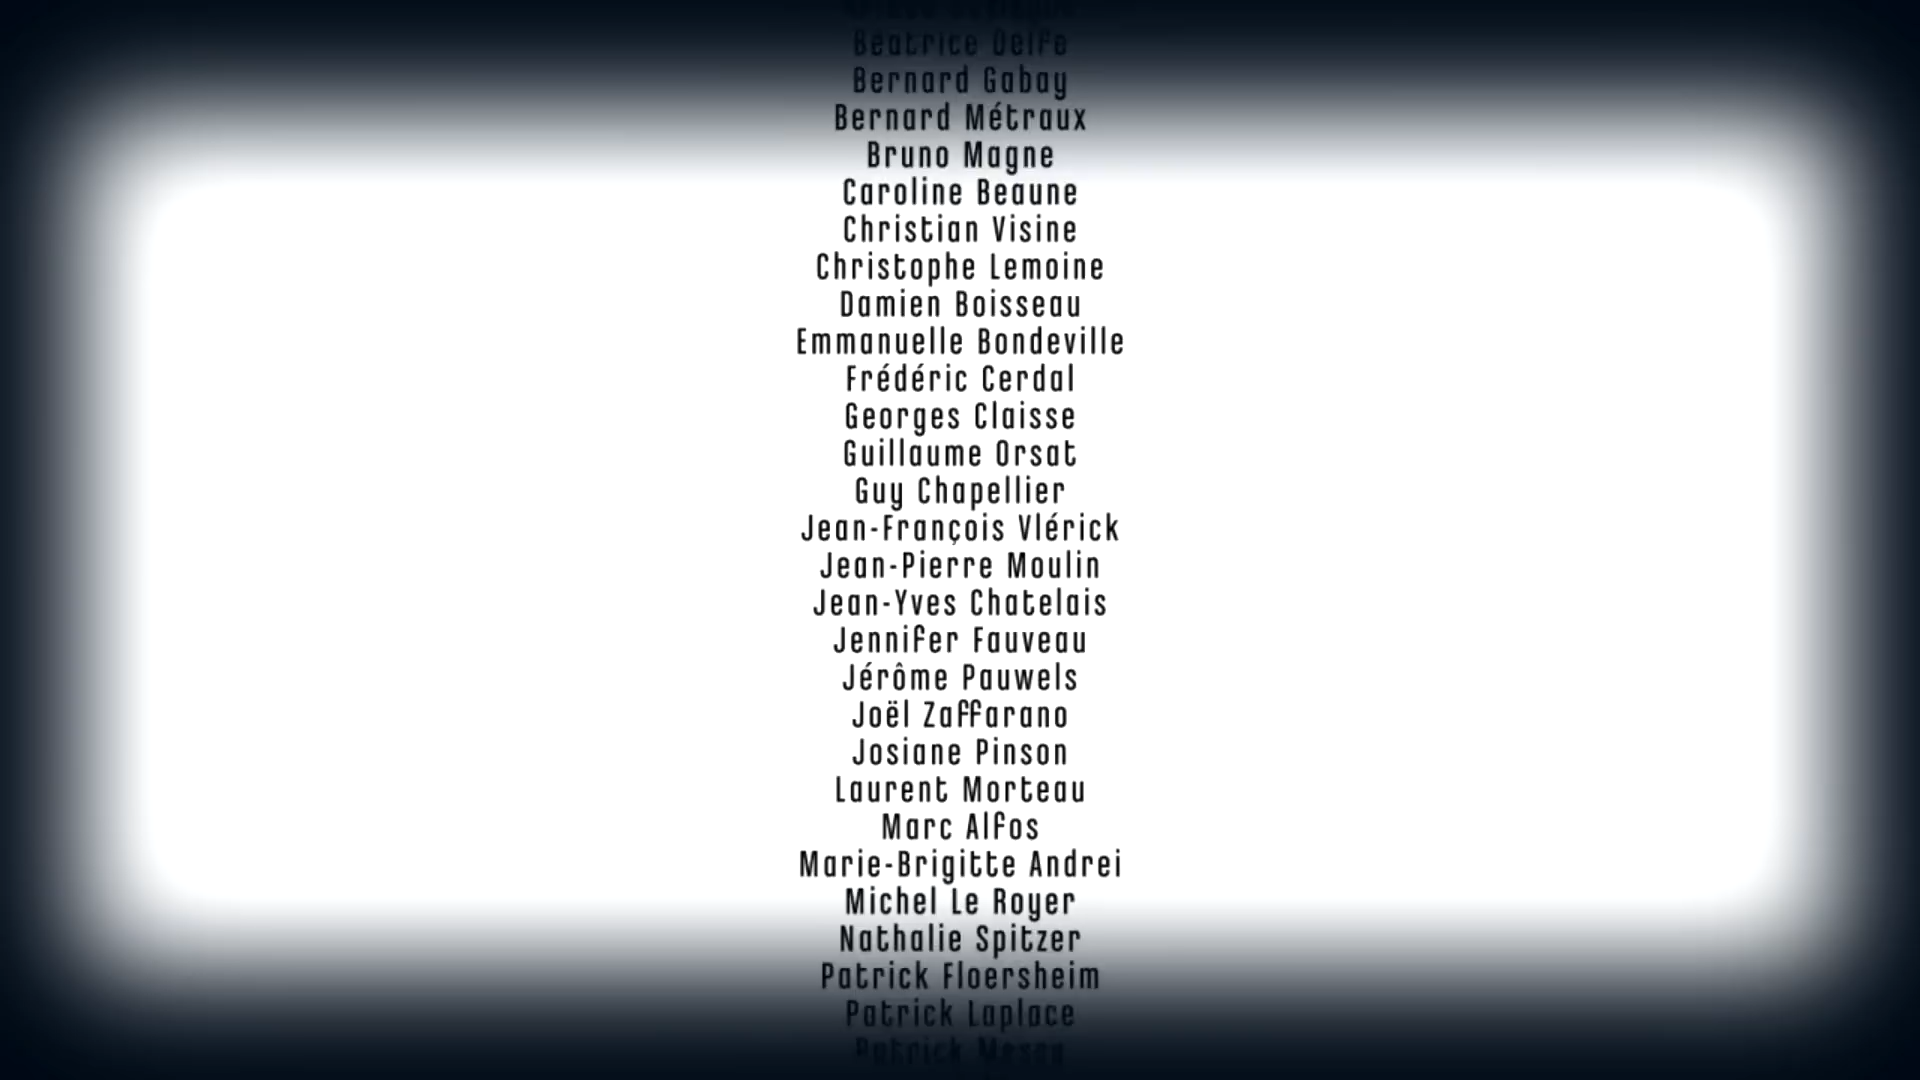 Béatrice Delfe
Bernard Gabay
Bernard Métraux
Bruno Magne
Caroline Beaune
Christian Visine
Christophe Lemoine
Damien Boisseau
Emmanuelle Bondeville
Frédéric Cerdal
Georges Claisse
Guillaume Orsat
Guy Chapellier
Jean-François Vlérick
Jean-Pierre Moulin
Jean-Yves Chatelais
Jennifer Fauveau
Jérôme Pauwels
Joël Zaffarano
Josiane Pinson
Laurent Morteau
Marc Alfos
Marie-Brigitte Andrei
Michel Le Royer
Nathalie Spitzer
Patrick Floersheim
Patrick Laplace
Patrick